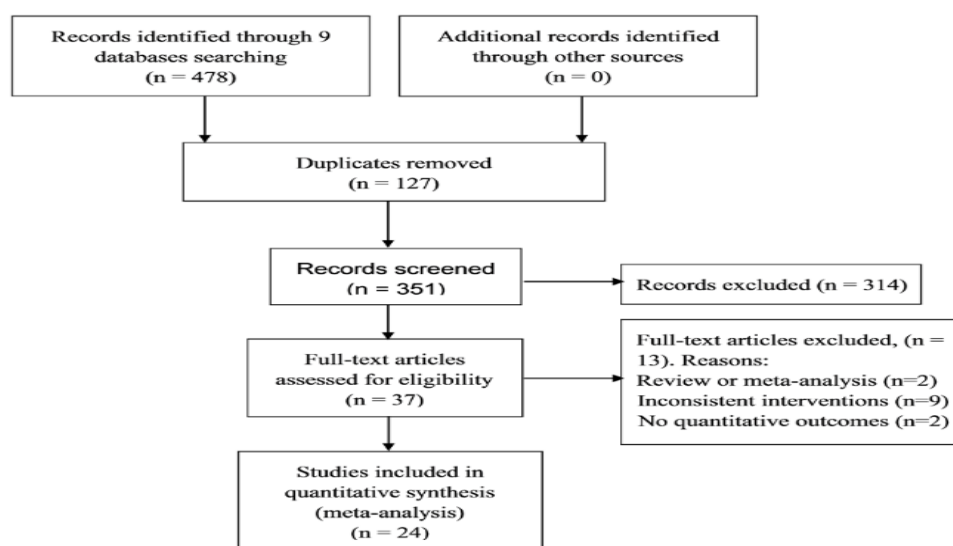 Records identified through 9
databases searching
(n = 478)
Additional records identified
through other sources
(n = 0)
Duplicates removed
(n = 127)
Records screened
(n = 351)
Records excluded (n = 314)
Full-text articles
assessed for eligibility
(n = 37)
Full-text articles excluded, (n =
13). Reasons:
Review or meta-analysis (n=2)
Inconsistent interventions (n=9)
No quantitative outcomes (n=2)
Studies included in
quantitative synthesis
(meta-analysis)
(n = 24)